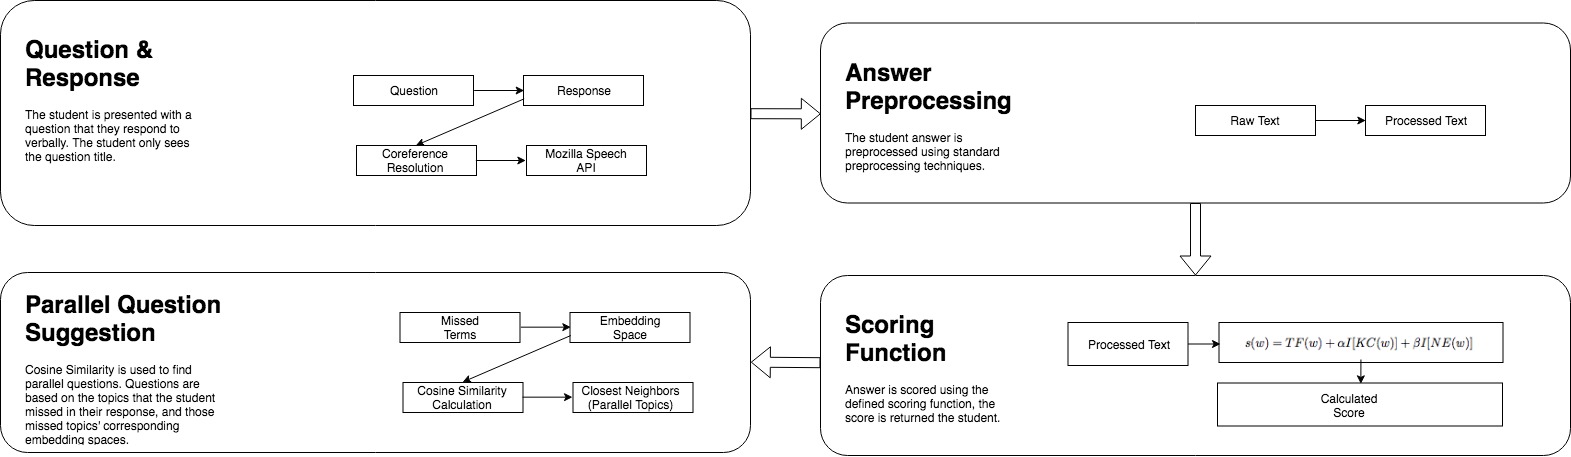 Question &
Response
The student is presented with a
question that they respond to
verbally. The student only sees
the question title.
Question
Response
Coreference
Resolution
Mozilla Speech
API
Answer
Preprocessing
The student answer is
preprocessed using standard
preprocessing techniques.
Raw Text
Processed Text
Parallel Question
Suggestion
Cosine Similarity is used to find
parallel questions. Questions are
based on the topics that the student
missed in their response, and those
missed topics' corresponding
embedding spaces.
Missed
Terms
Embedding
Space
Cosine Similarity
Calculation
Closest Neighbors
(Parallel Topics)
Scoring
Function
Answer is scored using the
defined scoring function, the
score is returned the student.
Processed Text
s(w) = TF(w) + αI[KC(w)] + βI[NE(w)]
Calculated
Score